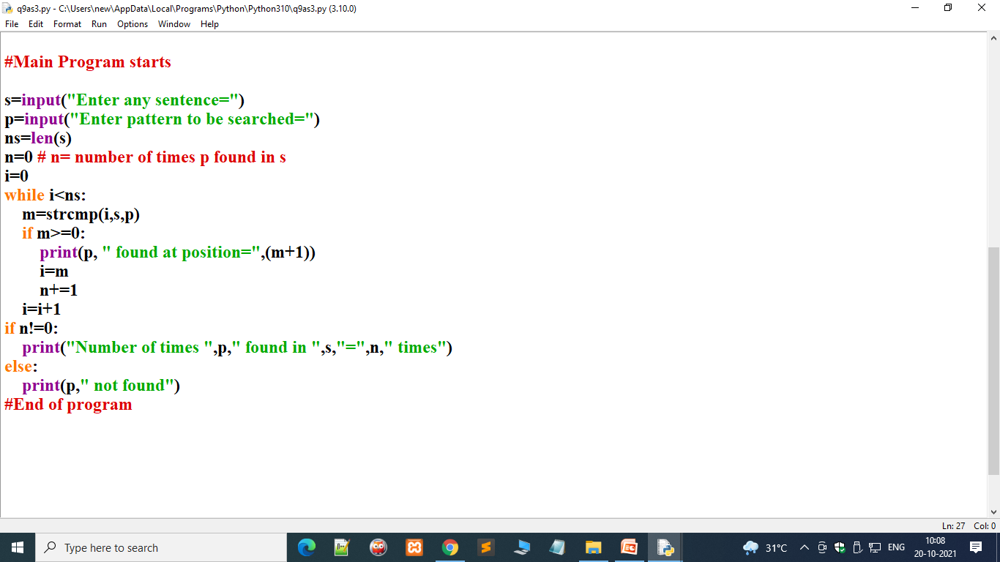 q9as3.py - C:\Users\new\AppData\Local\Programs\Python\Python310\q9as3.py (3.10.0)
File Edit Format Run Options Window Help
#Main Program starts
s=input("Enter any sentence=")
p=input("Enter pattern to be searched=")
ns=len(s)
n=0 # n= number of times p found in s
i=0
while i<ns:
    m=strcmp(i,s,p)
    if m>=0:
        print(p, " found at position=",(m+1))
        i=m
        n+=1
    i=i+1
if n!=0:
    print("Number of times ",p," found in ",s,"=",n," times")
else:
    print(p," not found")
#End of program
Ln: 27 Col: 0
Type here to search
31°C
ENG
10:08
20-10-2021